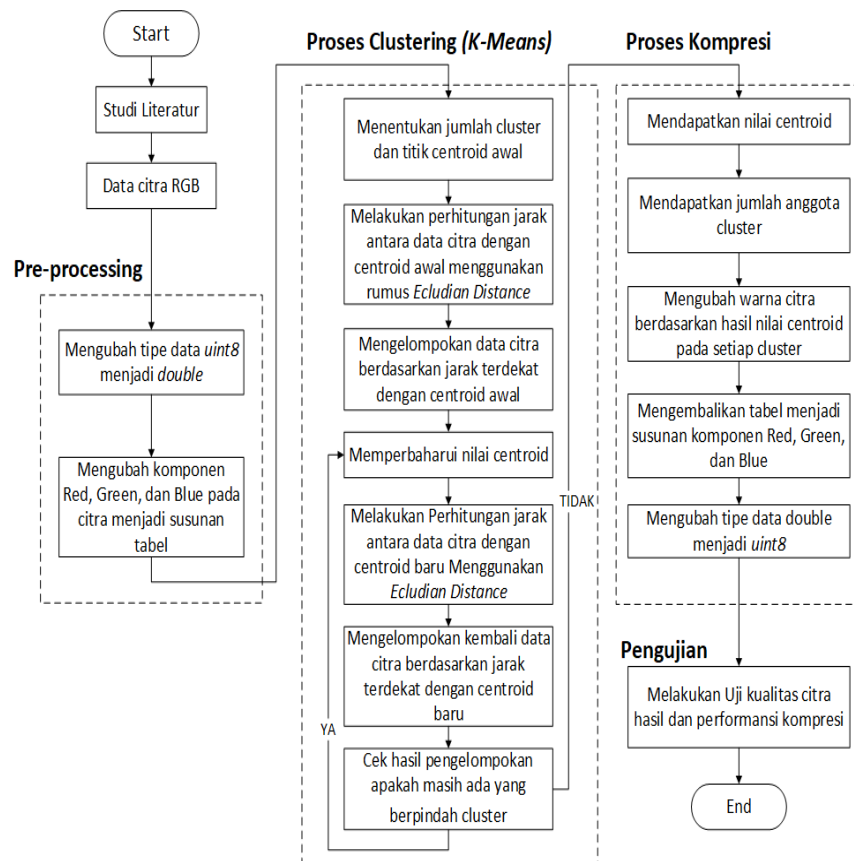 Start
Studi Literatur
Data citra RGB
Pre-processing
Mengubah tipe data uint8
menjadi double
Mengubah komponen
Red, Green, dan Blue pada
citra menjadi susunan
tabel
Proses Clustering (K-Means)
Menentukan jumlah cluster
dan titik centroid awal
Melakukan perhitungan jarak
antara data citra dengan
centroid awal menggunakan
rumus Ecludian Distance
Mengelompokan data citra
berdasarkan jarak terdekat
dengan centroid awal
Memperbaharui nilai centroid
Melakukan Perhitungan jarak
antara data citra dengan
centroid baru Menggunakan
Ecludian Distance
Mengelompokan kembali data
citra berdasarkan jarak
terdekat dengan centroid
baru
YA
Cek hasil pengelompokan
apakah masih ada yang
berpindah cluster
TIDAK
Proses Kompresi
Mendapatkan nilai centroid
Mendapatkan jumlah anggota
cluster
Mengubah warna citra
berdasarkan hasil nilai centroid
pada setiap cluster
Mengembalikan tabel menjadi
susunan komponen Red, Green,
dan Blue
Mengubah tipe data double
menjadi uint8
Pengujian
Melakukan Uji kualitas citra
hasil dan performansi kompresi
End